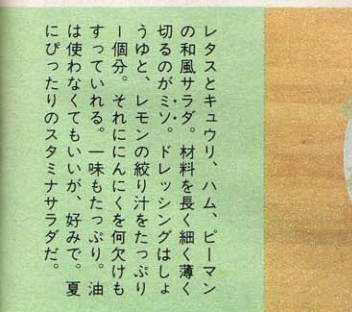 レタスとキュウリ、ハム、ピーマン
の和風サラダ。材料を長く細く薄く
切るのがミソ。ドレッシングはしょ
うゆと、レモンの絞り汁をたっぷり
一個分。それににんにくを何欠けも
すっていれる。一味もたっぷり。油
は使わなくてもいいが、好みで。夏
にぴったりのスタミナサラダだ。